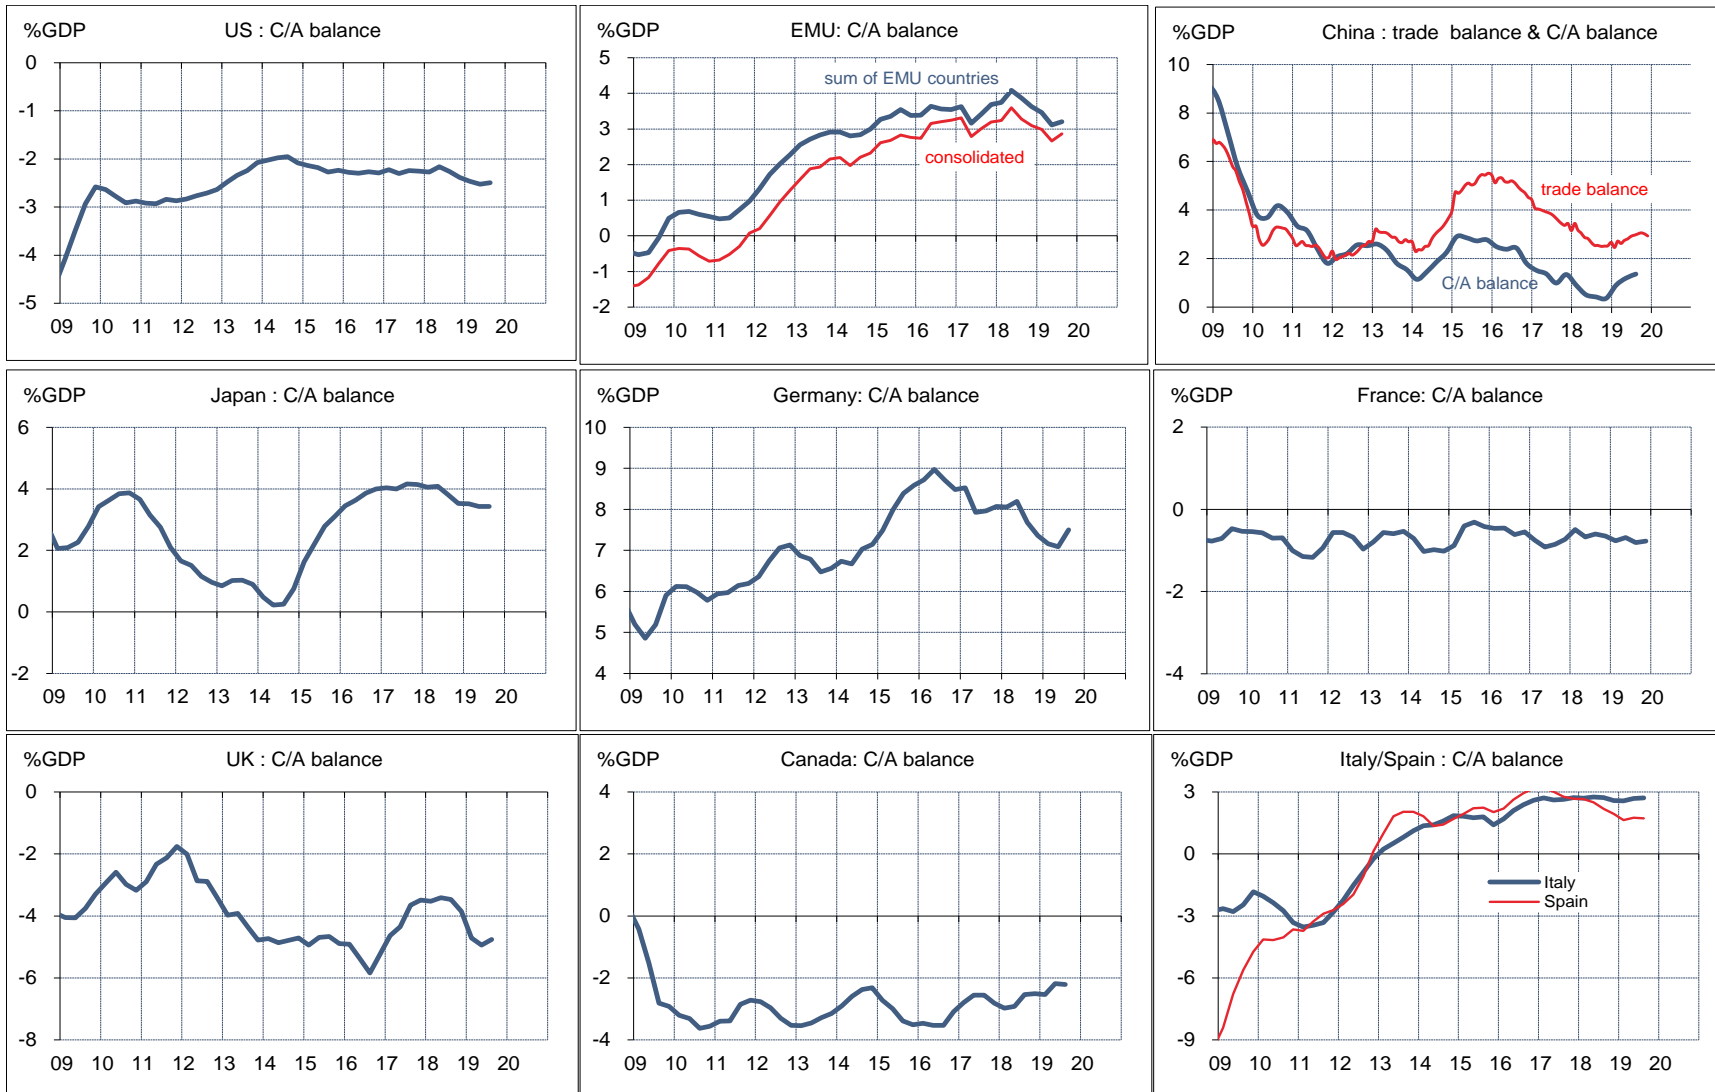 %GDP US : C/A balance
0
-1
-2
-3
-4
-5
09 10 11 12 13 14 15 16 17 18 19 20
%GDP EMU: C/A balance
5
4
3
2
1
0
-1
-2
sum of EMU countries
consolidated
09 10 11 12 13 14 15 16 17 18 19 20
%GDP China : trade balance & C/A balance
10
8
6
4
2
0
trade balance
C/A balance
09 10 11 12 13 14 15 16 17 18 19 20
%GDP Japan : C/A balance
6
4
2
0
-2
09 10 11 12 13 14 15 16 17 18 19 20
%GDP Germany: C/A balance
10
9
8
7
6
5
4
09 10 11 12 13 14 15 16 17 18 19 20
%GDP France: C/A balance
2
0
-2
-4
09 10 11 12 13 14 15 16 17 18 19 20
%GDP UK : C/A balance
0
-2
-4
-6
-8
09 10 11 12 13 14 15 16 17 18 19 20
%GDP Canada: C/A balance
4
2
0
-2
-4
09 10 11 12 13 14 15 16 17 18 19 20
%GDP Italy/Spain : C/A balance
3
0
-3
-6
-9
Italy
Spain
09 10 11 12 13 14 15 16 17 18 19 20